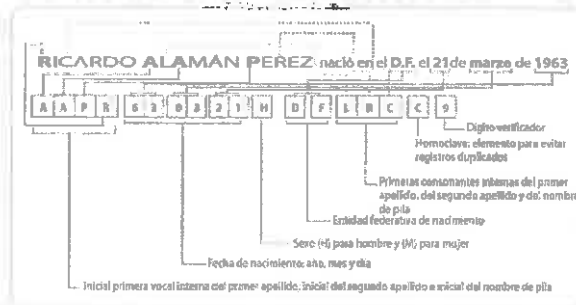 RICARDO ALAMÁN PEREZ nació en el D.F. el 21 de marzo de 1963
A A P R 6 3 0 3 2 1 H D F L R C C 9
Digito verificador
Homoclave: elemento para evitar
registros duplicados
Primeras consonantes internas del primer
apellido, del segundo apellido y del nombre
de pila
Entidad federativa de nacimiento
Sexo (H) para hombre y (M) para mujer
Fecha de nacimiento: año, mes y día
Inicial primera vocal interna del primer apellido, inicial del segundo apellido e inicial del nombre de pila